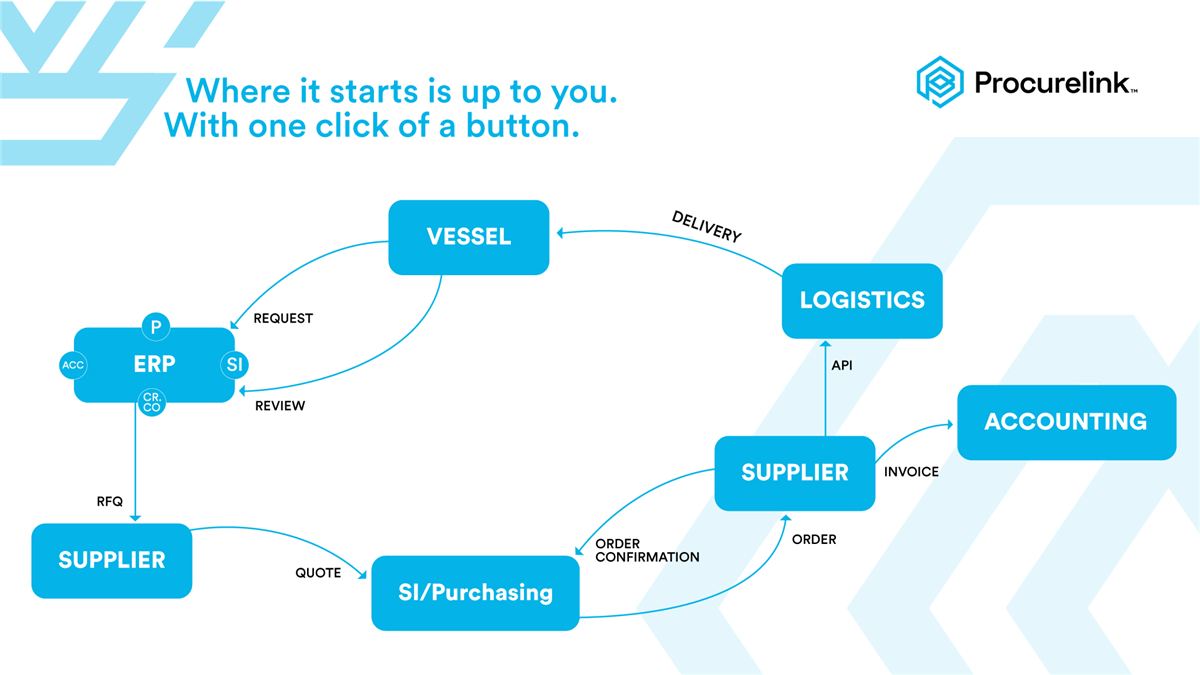 Where it starts is up to you.
With one click of a button.
Procurelink™
VESSEL
DELIVERY
LOGISTICS
REQUEST
P
ERP
ACC
SI
CR.
CO
REVIEW
API
ACCOUNTING
SUPPLIER
INVOICE
RFQ
SUPPLIER
QUOTE
SI/Purchasing
ORDER
CONFIRMATION
ORDER